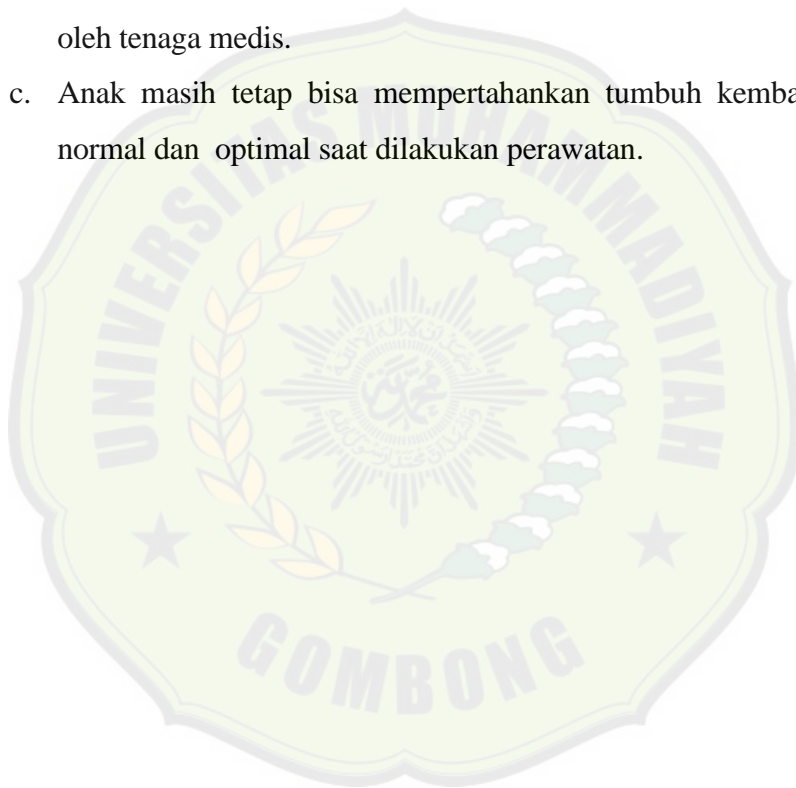 oleh tenaga medis.
c. Anak masih tetap bisa mempertahankan tumbuh kemba
normal dan optimal saat dilakukan perawatan.
UNIVERSITAS MUHAMMADIYAH
GOMBONG